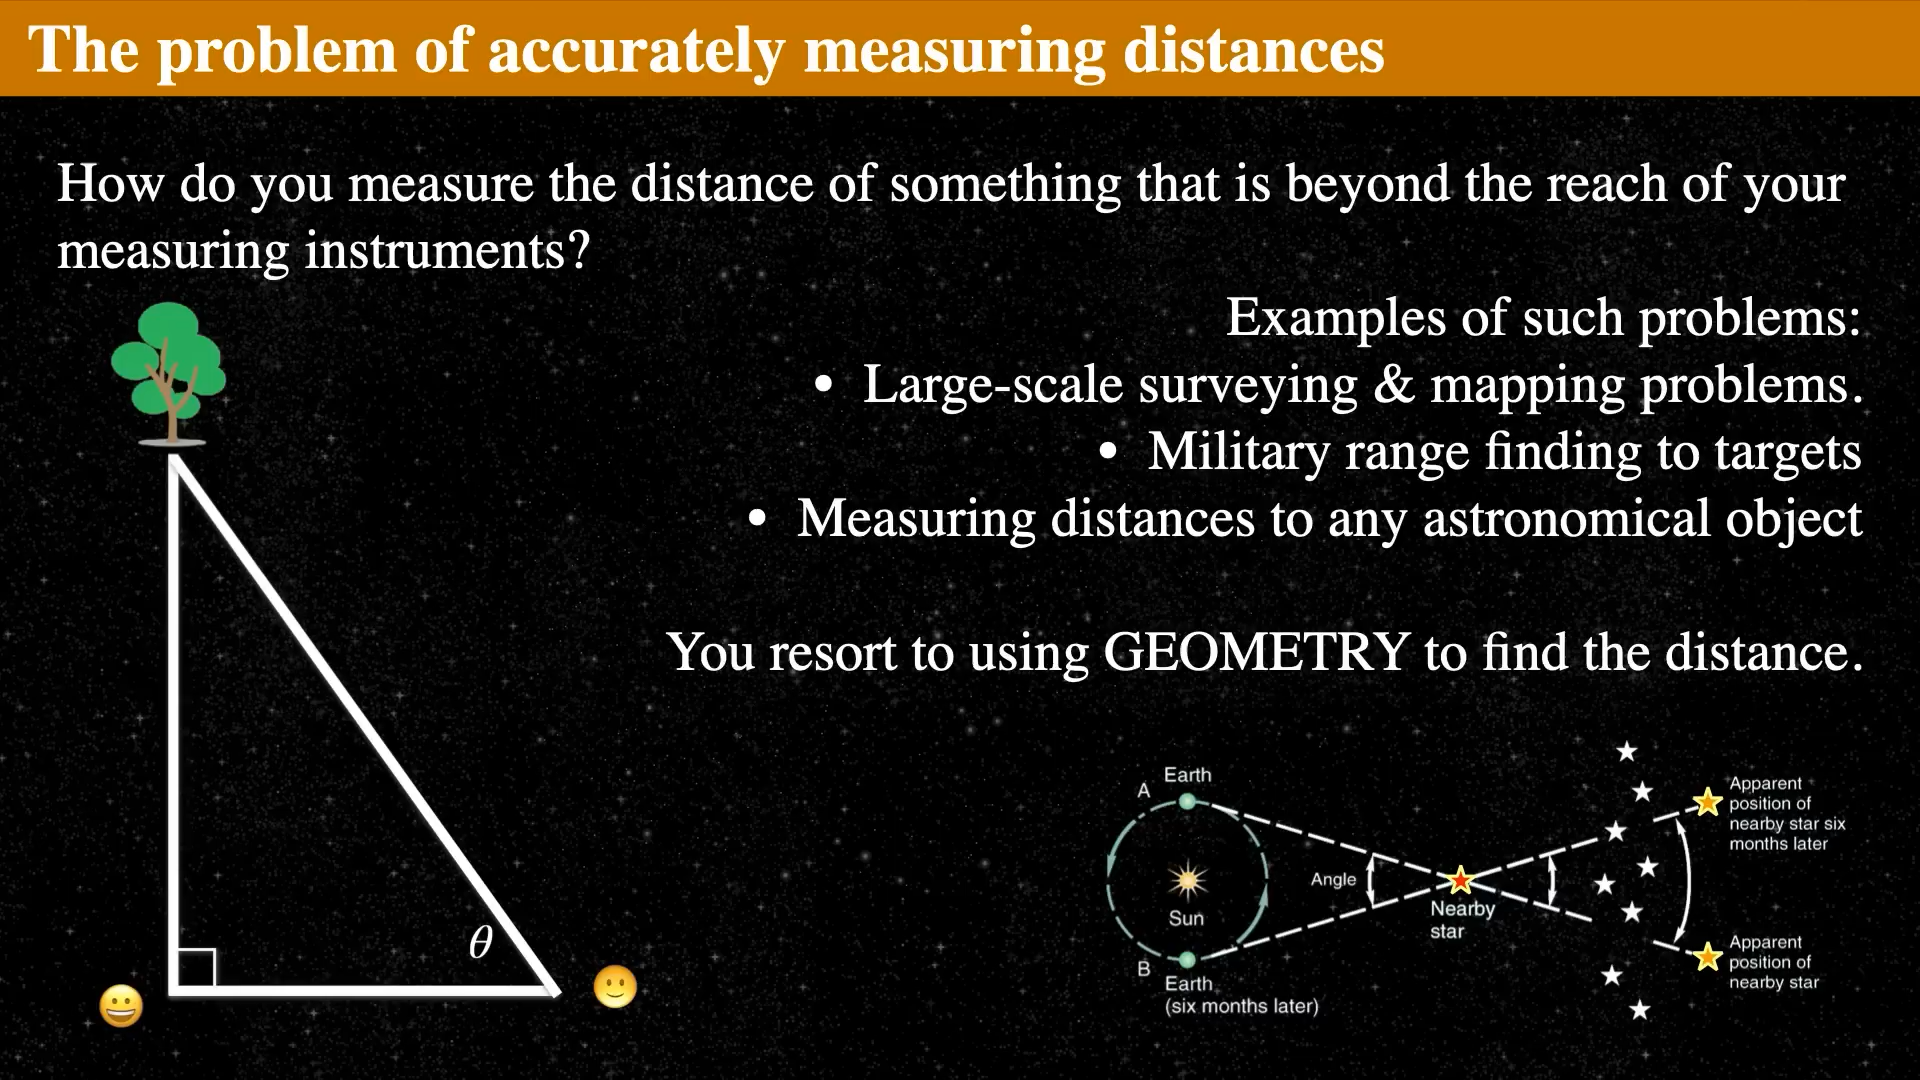 The problem of accurately measuring distances
How do you measure the distance of something that is beyond the reach of your
measuring instruments?
Examples of such problems:
• Large-scale surveying & mapping problems.
• Military range finding to targets
• Measuring distances to any astronomical object
You resort to using GEOMETRY to find the distance.
θ
Earth
A
Sun
B
Earth
(six months later)
Angle
Nearby
star
Apparent
position of
nearby star six
months later
Apparent
position of
nearby star